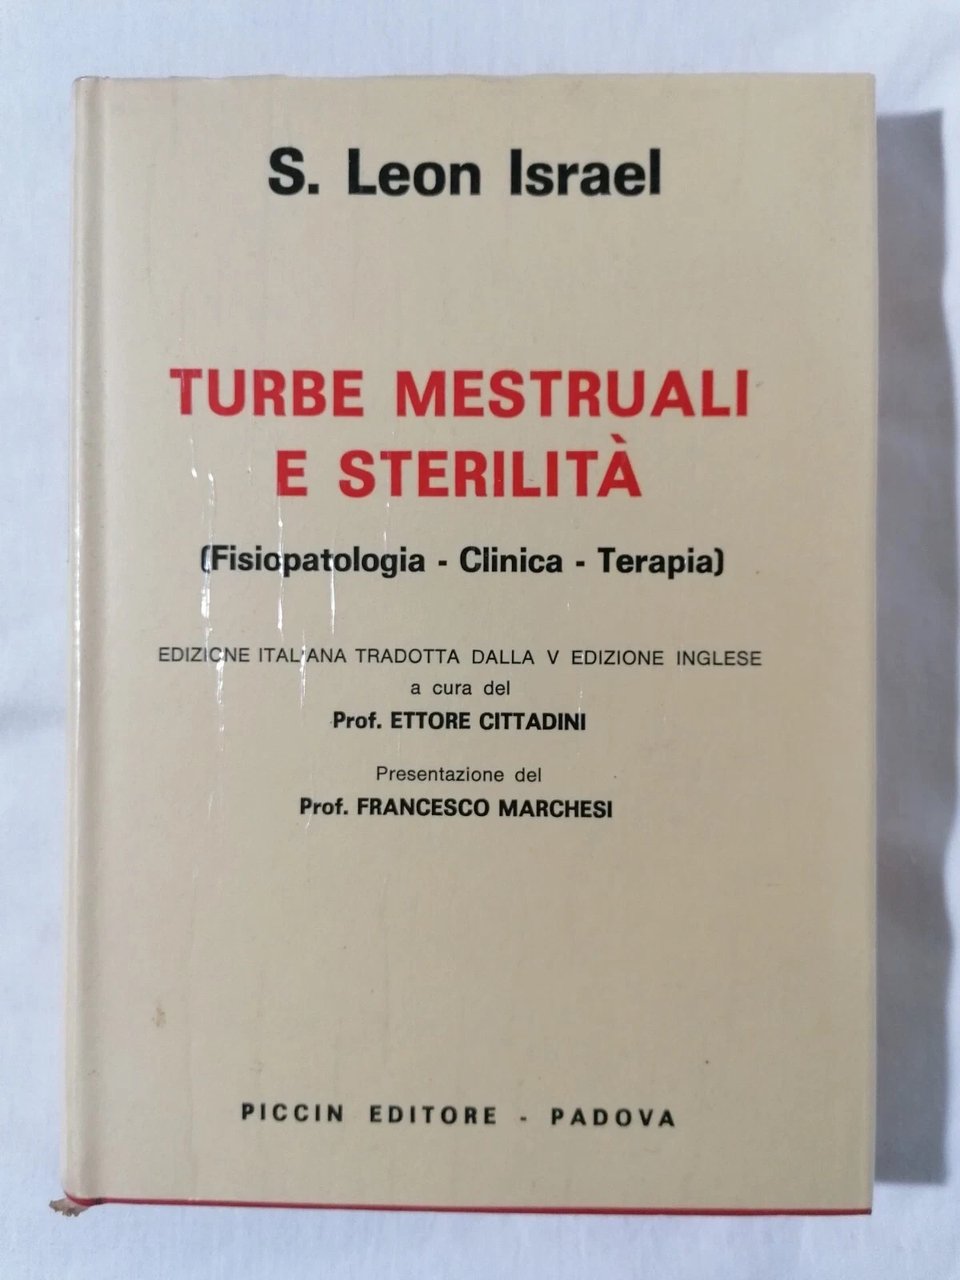 S. Leon Israel
TURBE MESTRUALI
E STERILITÀ
(Fisiopatologia - Clinica - Terapia)
EDIZIONE ITALIANA TRADOTTA DALLA V EDIZIONE INGLESE
a cura del
Prof. ETTORE CITTADINI
Presentazione del
Prof. FRANCESCO MARCHESI
PICCIN EDITORE - PADOVA